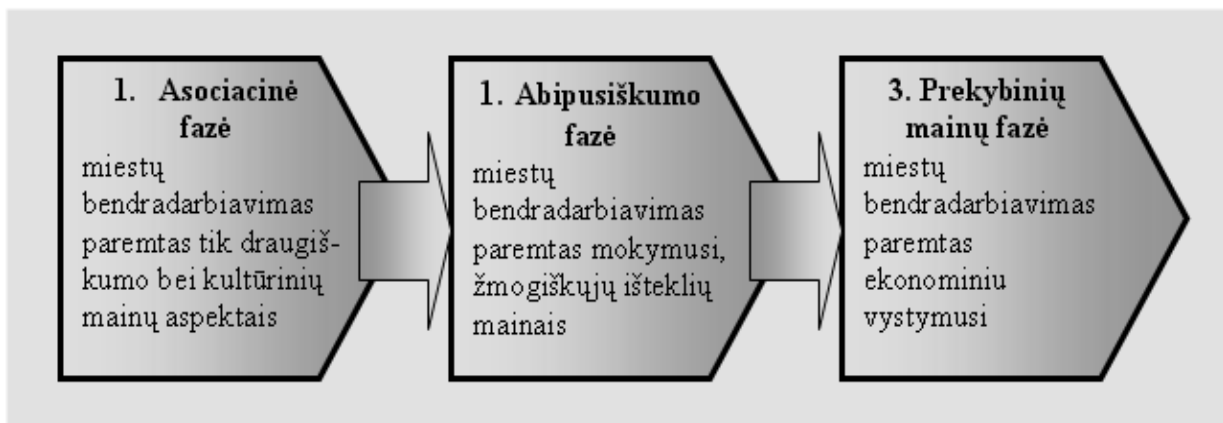 1. Asociacinė
fazė
miestų
bendradarbiavimas
paremtas tik draugiš-
kumo bei kultūrinių
mainų aspektais
1. Abipusiškumo
fazė
miestų
bendradarbiavimas
paremtas mokymusi,
žmogiškųjų išteklių
mainais
3. Prekybinių
mainų fazė
miestų
bendradarbiavimas
paremtas
ekonominiu
vystymusi